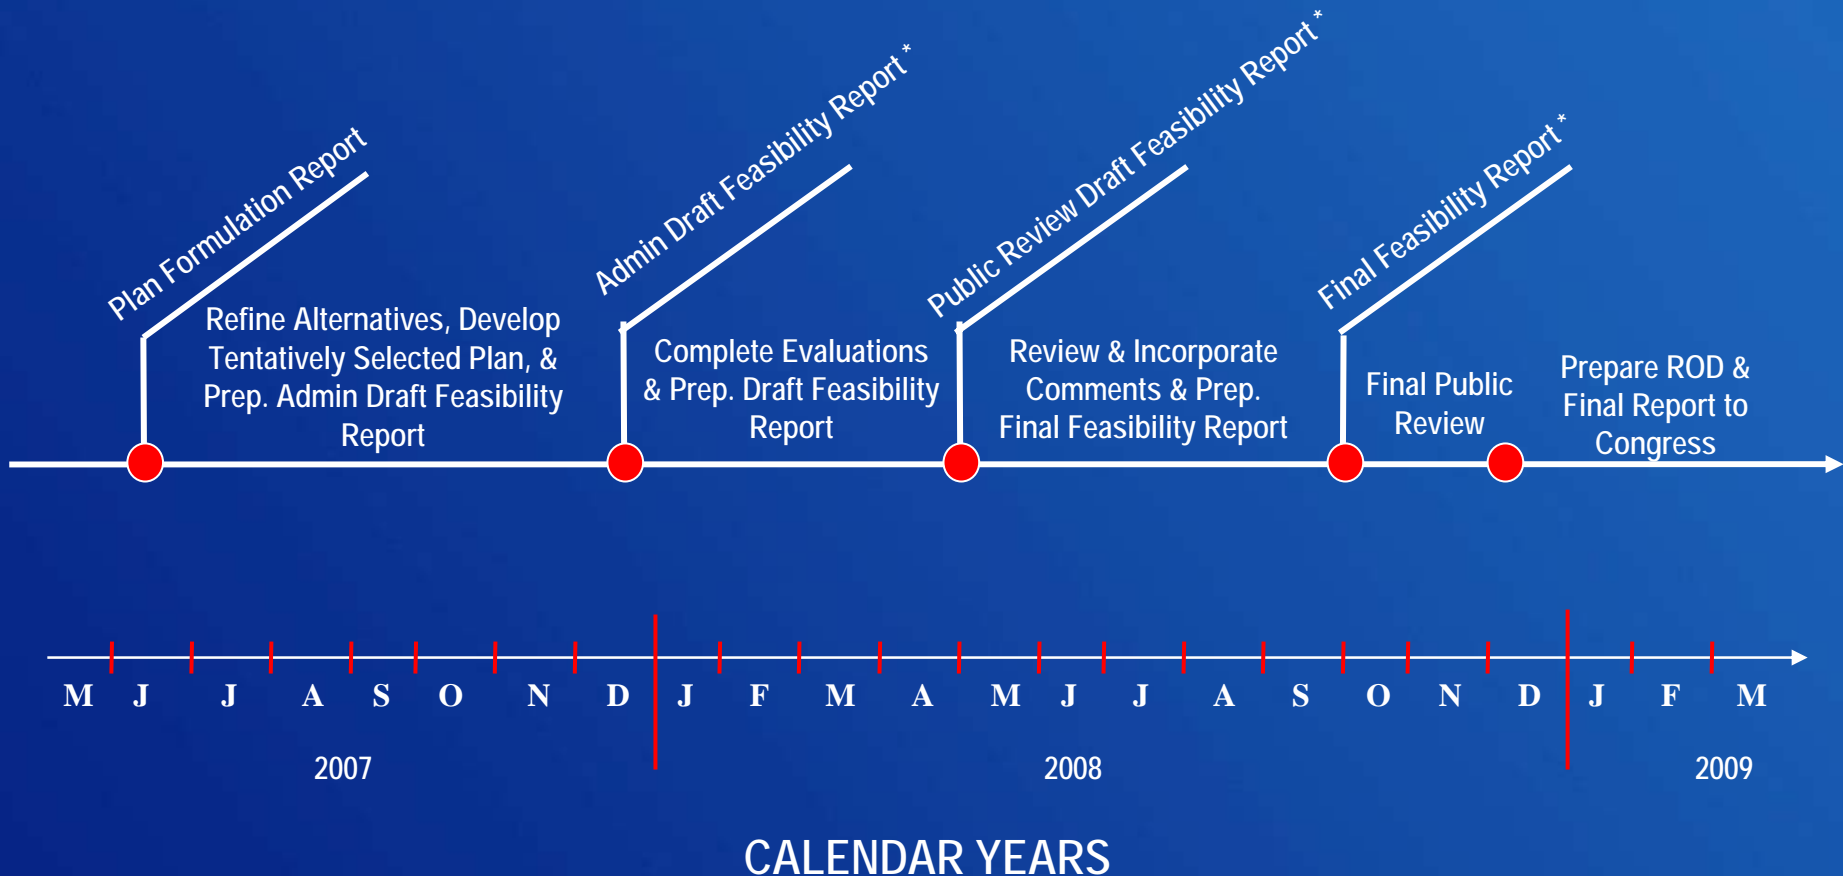 Plan Formulation Report
Admin Draft Feasibility Report *
Public Review Draft Feasibility Report *
Final Feasibility Report *
Refine Alternatives, Develop
Tentatively Selected Plan, &
Prep. Admin Draft Feasibility
Report
Complete Evaluations
& Prep. Draft Feasibility
Report
Review & Incorporate
Comments & Prep.
Final Feasibility Report
Final Public
Review
Prepare ROD &
Final Report to
Congress
M J J A S O N D J F M A M J J A S O N D J F M
2007 2008 2009
CALENDAR YEARS